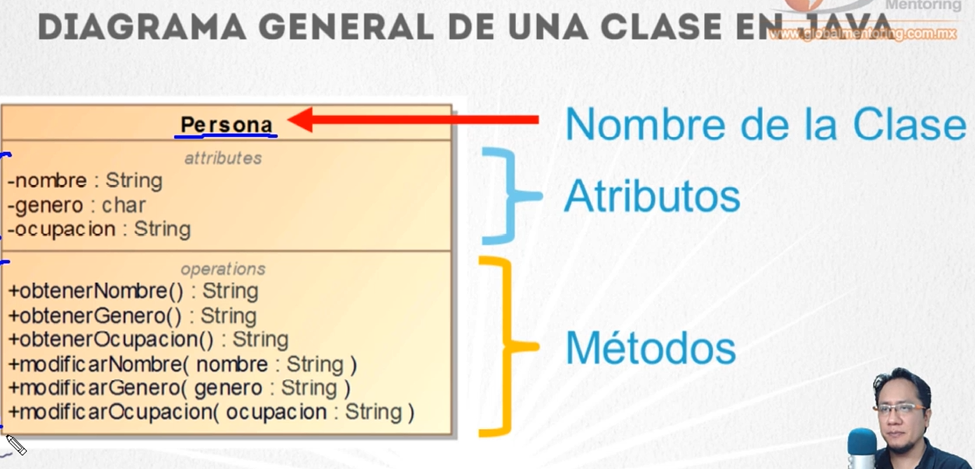 Mentoring
DIAGRAMA GENERAL DE UNA CLASE EN JAVA
www.globalmentoring.com.mx
Persona
Nombre de la Clase
attributes
-nombre : String
-genero : char
-ocupacion : String
Atributos
operations
+obtenerNombre() : String
+obtenerGenero() : String
+obtenerOcupacion() : String
+modificarNombre( nombre : String )
+modificarGenero( genero : String )
+modificarOcupacion( ocupacion : String )
Métodos